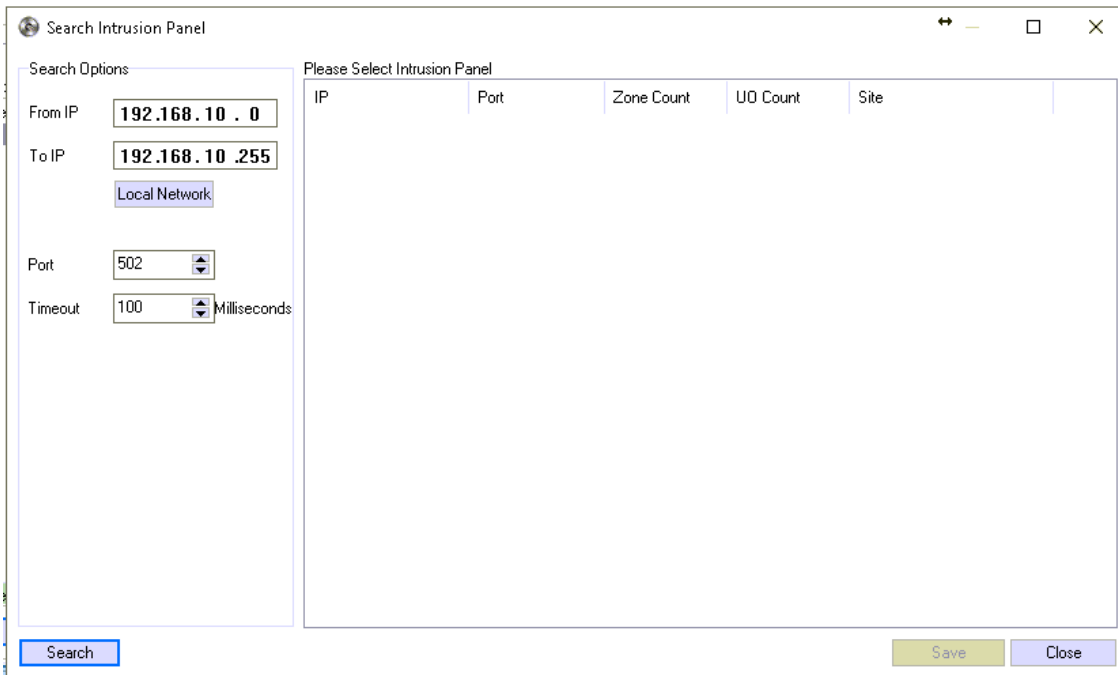 Search Intrusion Panel
Search Options
From IP 192.168.10 . 0
To IP 192.168.10 .255
Local Network
Port 502
Timeout 100 Milliseconds
Please Select Intrusion Panel
IP Port Zone Count UO Count Site
Search Save Close